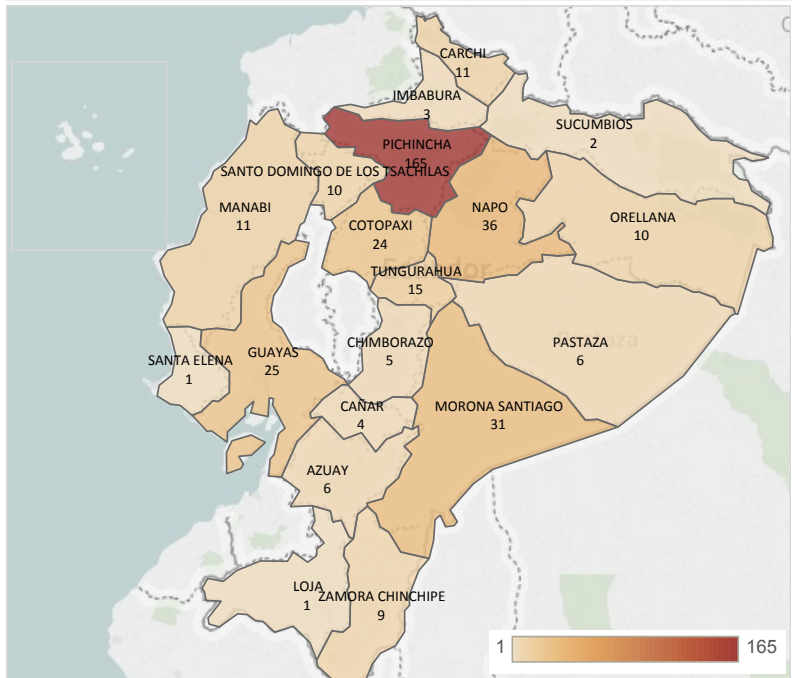 CARCHI
11
IMBABURA
3
SUCUMBIOS
2
PICHINCHA
165
SANTO DOMINGO DE LOS TSACHILAS
10
MANABI
11
NAPO
36
ORELLANA
10
COTOPAXI
24
TUNGURAHUA
15
SANTA ELENA
1
GUAYAS
25
CHIMBORAZO
5
PASTAZA
6
Pastaza
CAÑAR
4
MORONA SANTIAGO
31
AZUAY
6
LOJA
1
ZAMORA CHINCHIPE
9
1
165